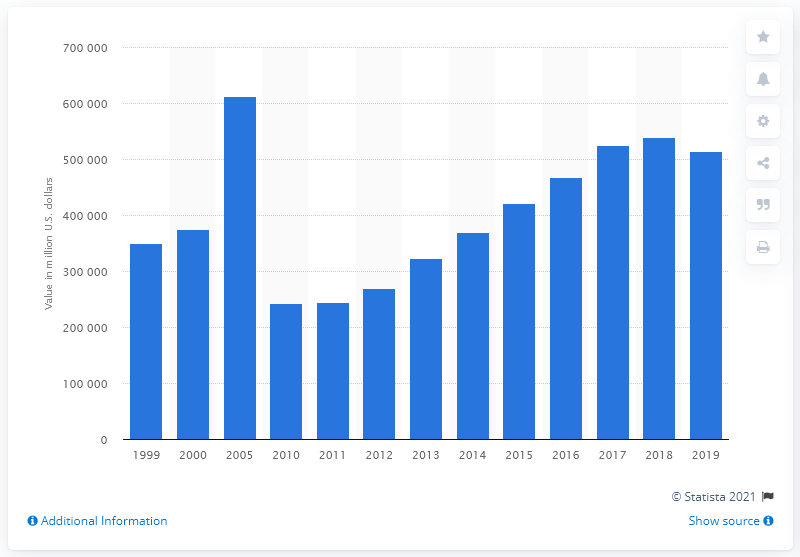 700 000
600 000
500 000
400 000
300 000
200 000
100 000
0
Value in million U.S. dollars
1999 2000 2005 2010 2011 2012 2013 2014 2015 2016 2017 2018 2019
© Statista 2021
Additional Information
Show source